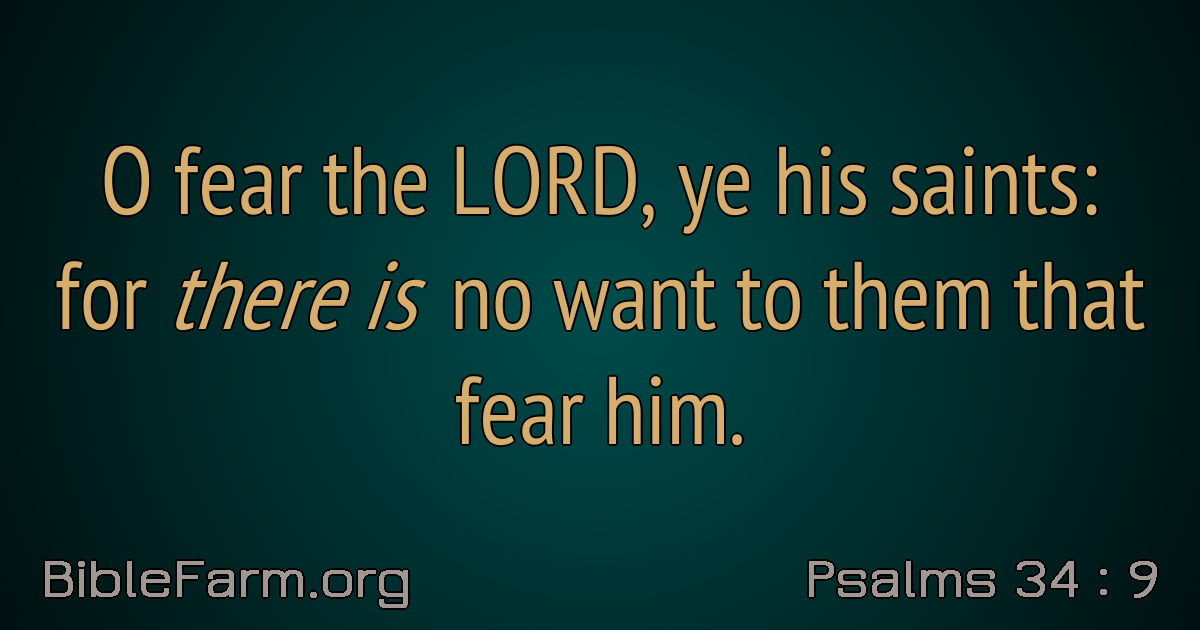 O fear the LORD, ye his saints:
for there is no want to them that
fear him.
BibleFarm.org
Psalms 34 : 9